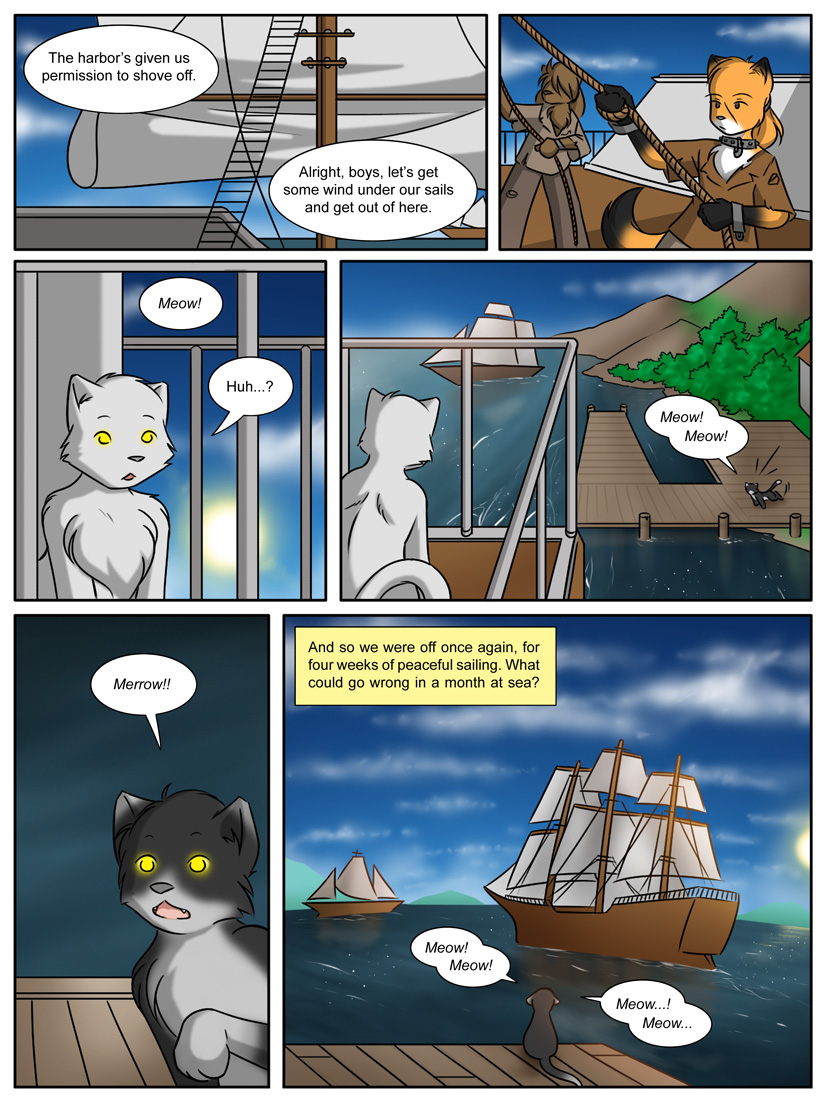 The harbor's given us
permission to shove off.
Alright, boys, let's get
some wind under our sails
and get out of here.
Meow!
Huh...?
Meow!
Meow!
Merrow!!
And so we were off once again, for
four weeks of peaceful sailing. What
could go wrong in a month at sea?
Meow!
Meow!
Meow...!
Meow...